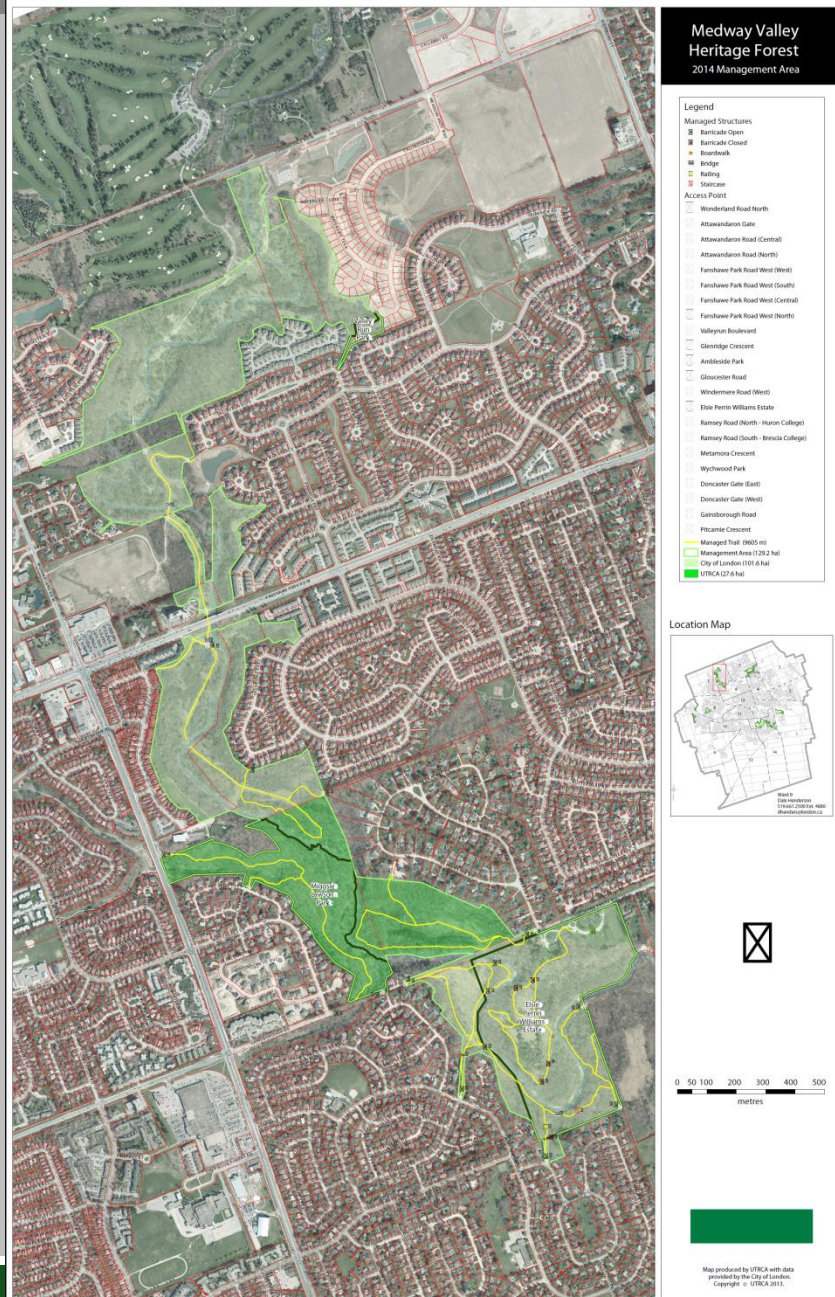 Medway Valley
Heritage Forest
2014 Management Area
Legend
Managed Structures
Barricade Open
Barricade Closed
Boardwalk
Bridge
Railing
Staircase
Access Point
Wonderland Road North
Attawandaron Gate
Attawandaron Road (Central)
Attawandaron Road (North)
Fanshawe Park Road West (West)
Fanshawe Park Road West (South)
Fanshawe Park Road West (Central)
Fanshawe Park Road West (North)
Valleyrun Boulevard
Glenridge Crescent
Ambleside Park
Gloucester Road
Windermere Road (West)
Elsie Perrin Williams Estate
Ramsey Road (North - Huron College)
Ramsey Road (South - Brescia College)
Metamora Crescent
Wychwood Park
Doncaster Gate (East)
Doncaster Gate (West)
Gainsborough Road
Pitcarnie Crescent
Managed Trail (9605 m)
Management Area (129.2 ha)
City of London (101.6 ha)
UTRCA (27.6 ha)
Location Map
0 50 100 200 300 400 500
metres
Map produced by UTRCA with data
provided by the City of London.
Copyright © UTRCA 2013.
Valley
Run
Park
Elsie
Perrin
Williams
Estate